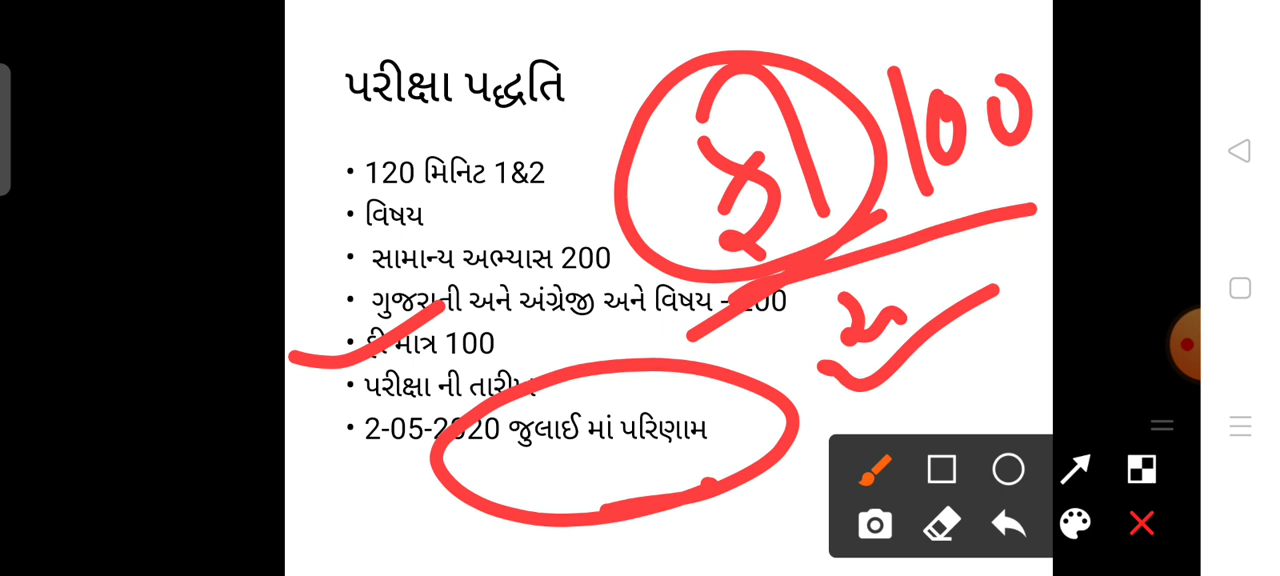 પરીક્ષા પદ્ધતિ
• 120 મિનિટ 1&2
• વિષય
• સામાન્ય અભ્યાસ 200
• ગુજરાતી અને અંગ્રેજી અને વિષય - 200
• ફી માત્ર 100
• પરીક્ષા ની તારીખ
• 2-05-2020 જુલાઈ માં પરિણામ
ફી 100
રૂ